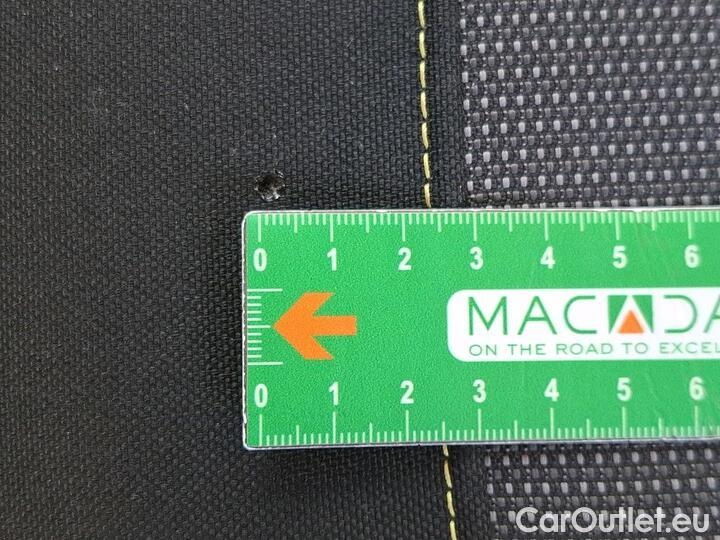 0 1 2 3 4 5 6
MACADA
ON THE ROAD TO EXCEL
0 1 2 3 4 5 6
CarOutlet.eu